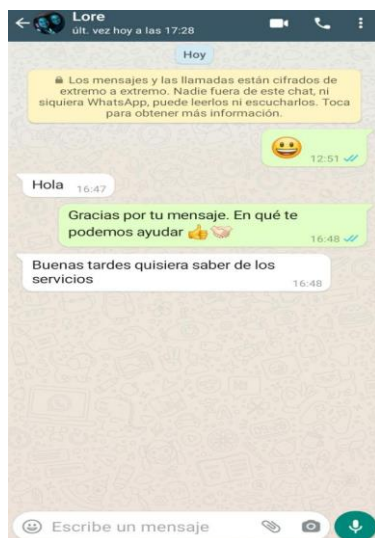 Lore
últ. vez hoy a las 17:28
Hoy
Los mensajes y las llamadas están cifrados de
extremo a extremo. Nadie fuera de este chat, ni
siquiera WhatsApp, puede leerlos ni escucharlos. Toca
para obtener más información.
12:51
Hola 16:47
Gracias por tu mensaje. En qué te
podemos ayudar 👍🤝
16:48
Buenas tardes quisiera saber de los
servicios
16:48
Escribe un mensaje